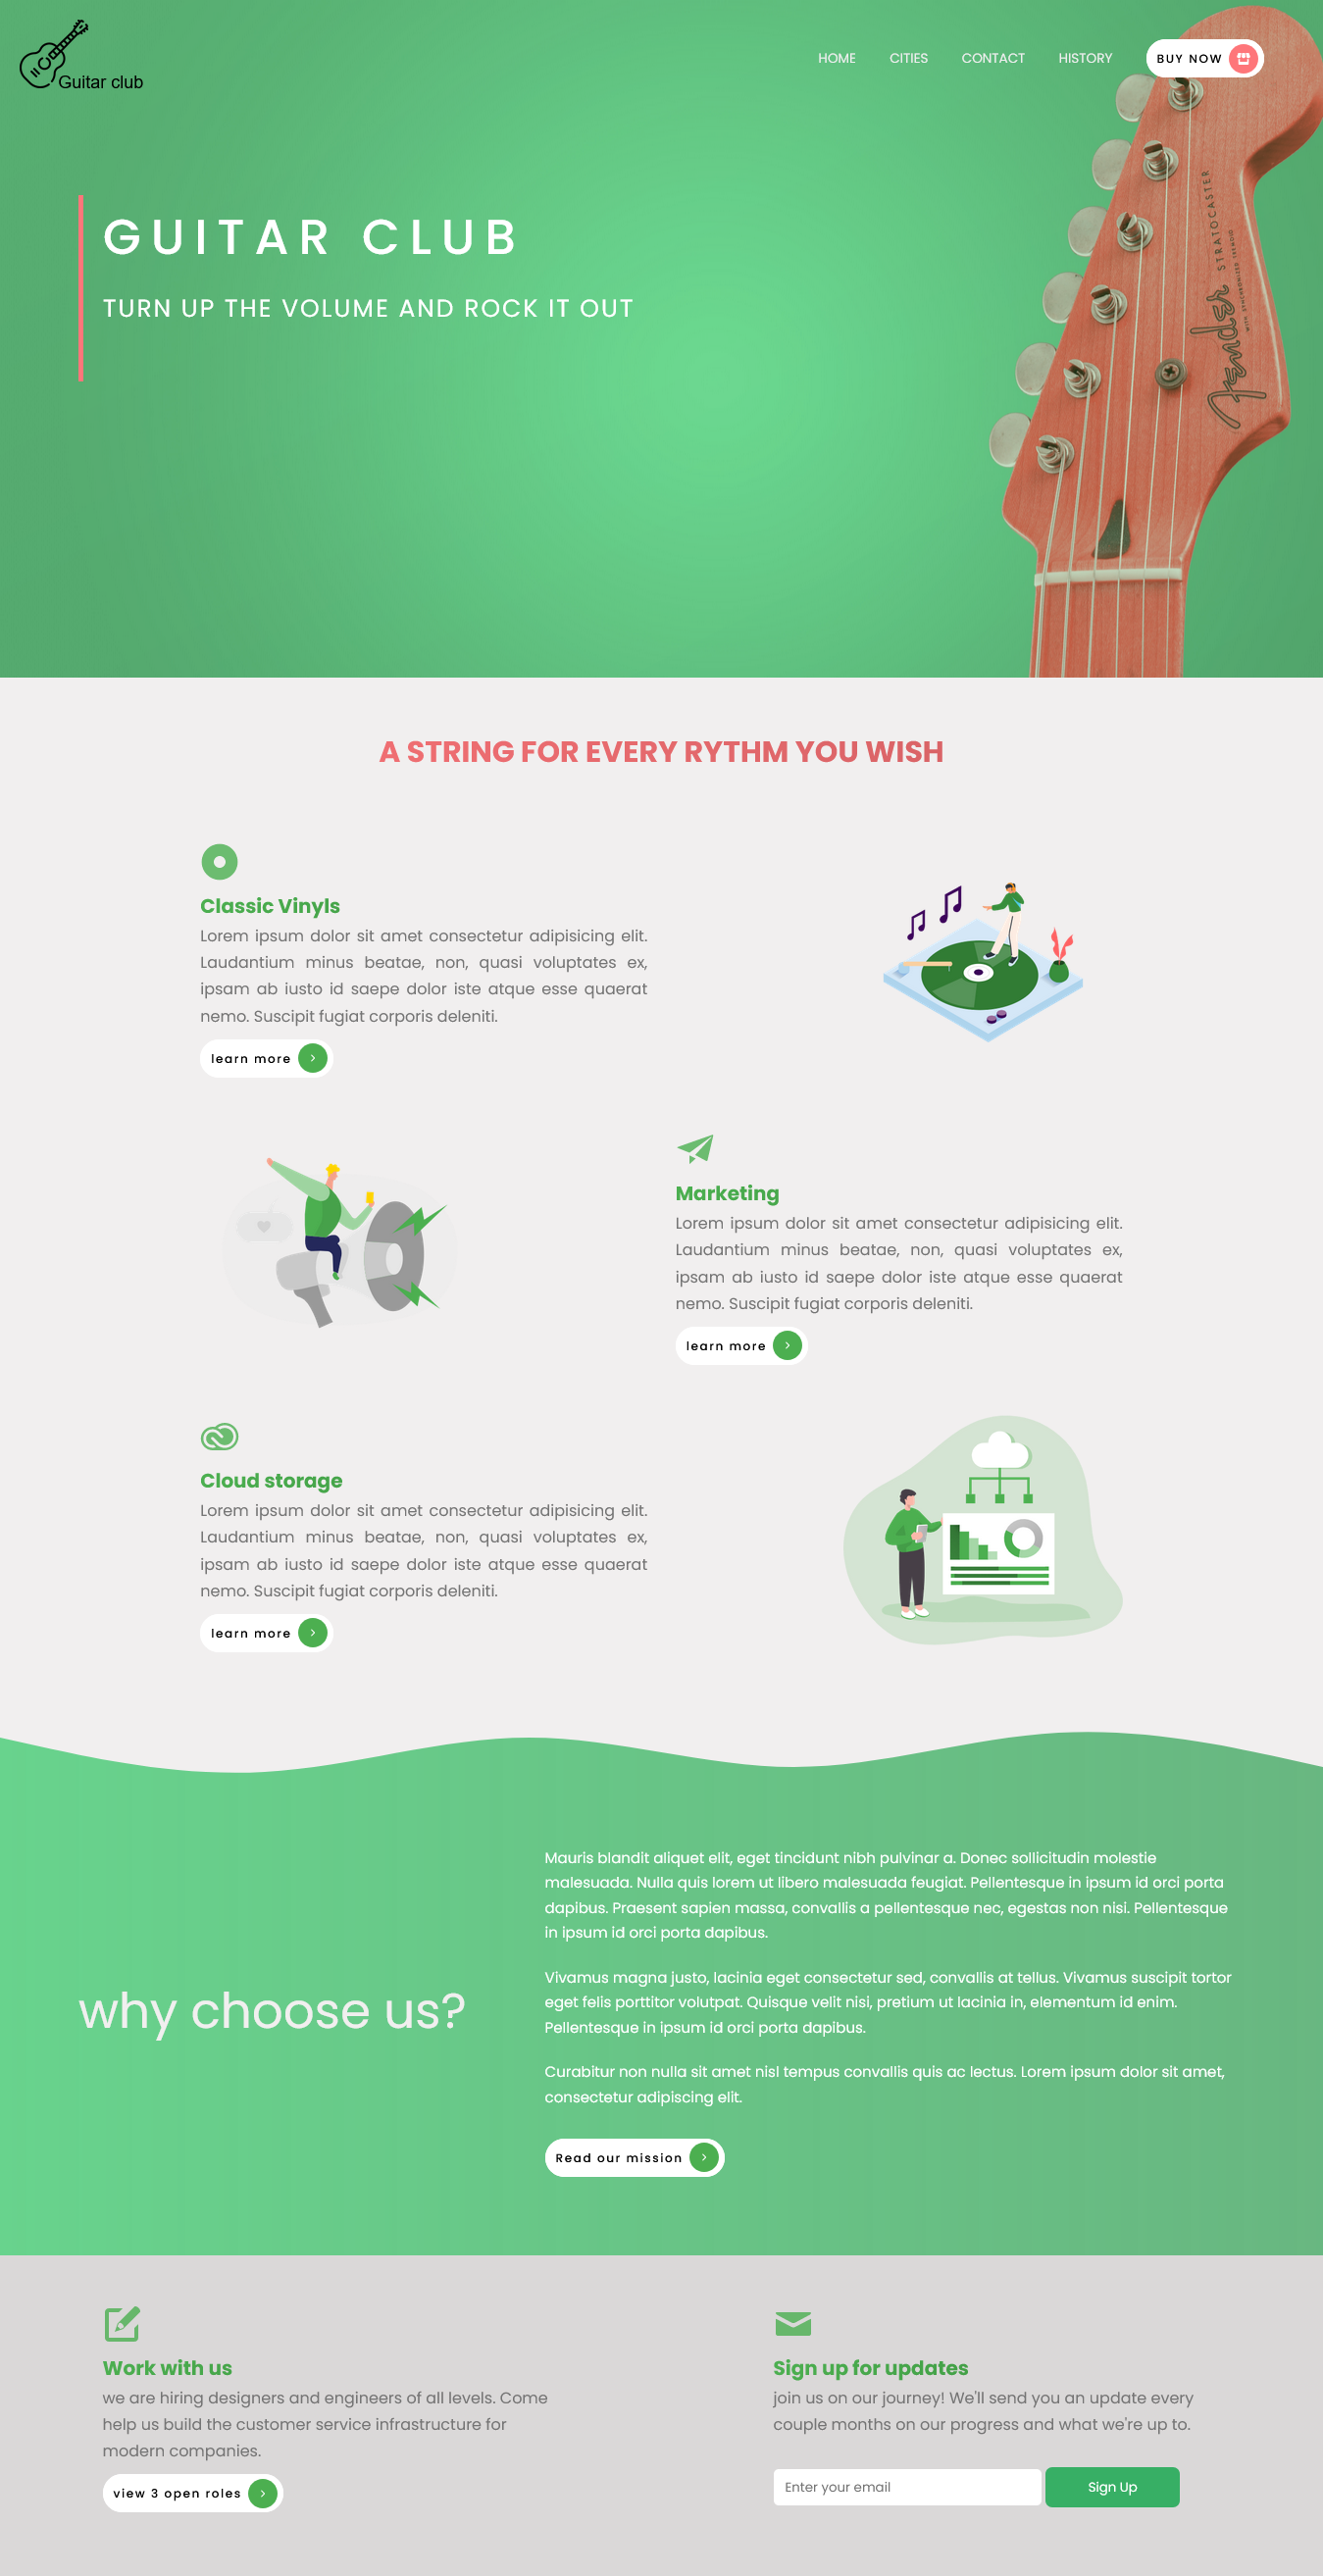 Guitar club
HOME CITIES CONTACT HISTORY BUY NOW
GUITAR CLUB
TURN UP THE VOLUME AND ROCK IT OUT
Fender STRATOCASTER
WITH SYNCHRONIZED TREMOLO
A STRING FOR EVERY RYTHM YOU WISH
Classic Vinyls
Lorem ipsum dolor sit amet consectetur adipisicing elit.
Laudantium minus beatae, non, quasi voluptates ex,
ipsam ab iusto id saepe dolor iste atque esse quaerat
nemo. Suscipit fugiat corporis deleniti.
learn more
Marketing
Lorem ipsum dolor sit amet consectetur adipisicing elit.
Laudantium minus beatae, non, quasi voluptates ex,
ipsam ab iusto id saepe dolor iste atque esse quaerat
nemo. Suscipit fugiat corporis deleniti.
learn more
Cloud storage
Lorem ipsum dolor sit amet consectetur adipisicing elit.
Laudantium minus beatae, non, quasi voluptates ex,
ipsam ab iusto id saepe dolor iste atque esse quaerat
nemo. Suscipit fugiat corporis deleniti.
learn more
why choose us?
Mauris blandit aliquet elit, eget tincidunt nibh pulvinar a. Donec sollicitudin molestie
malesuada. Nulla quis lorem ut libero malesuada feugiat. Pellentesque in ipsum id orci porta
dapibus. Praesent sapien massa, convallis a pellentesque nec, egestas non nisi. Pellentesque
in ipsum id orci porta dapibus.
Vivamus magna justo, lacinia eget consectetur sed, convallis at tellus. Vivamus suscipit tortor
eget felis porttitor volutpat. Quisque velit nisi, pretium ut lacinia in, elementum id enim.
Pellentesque in ipsum id orci porta dapibus.
Curabitur non nulla sit amet nisl tempus convallis quis ac lectus. Lorem ipsum dolor sit amet,
consectetur adipiscing elit.
Read our mission
Work with us
we are hiring designers and engineers of all levels. Come
help us build the customer service infrastructure for
modern companies.
view 3 open roles
Sign up for updates
join us on our journey! We'll send you an update every
couple months on our progress and what we're up to.
Enter your email
Sign Up